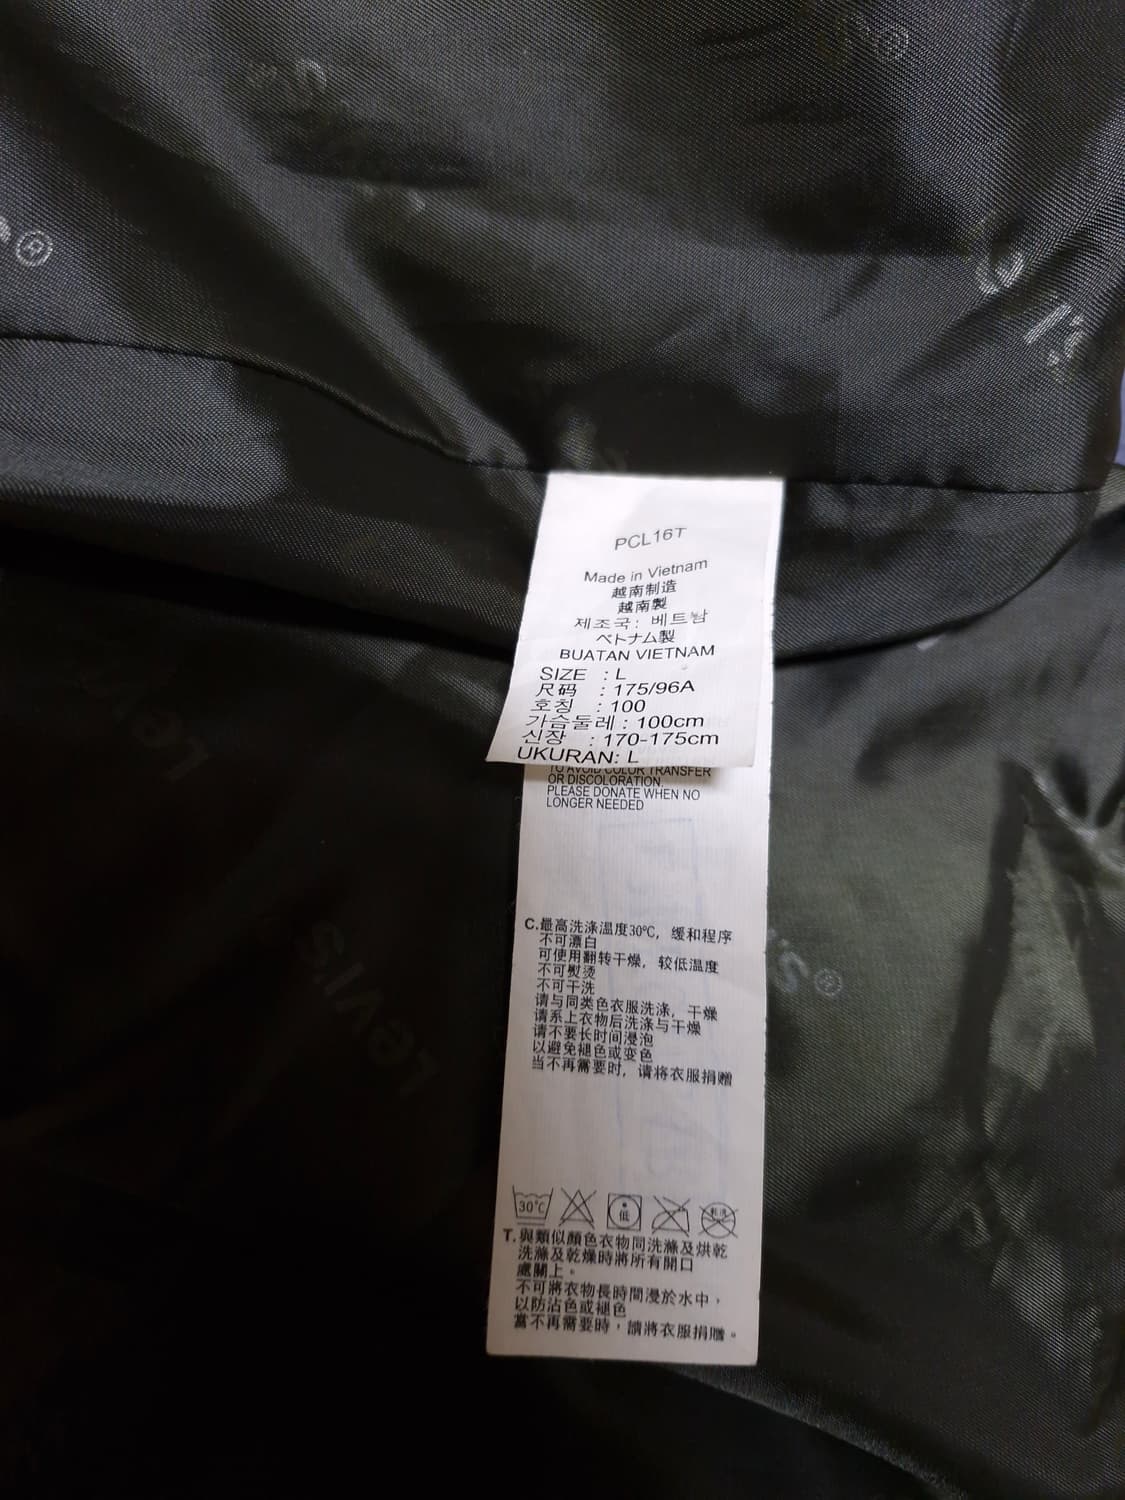 PCL16T
Made in Vietnam
越南制造
越南製
제조국: 베트남
ベトナム製
BUATAN VIETNAM
SIZE : L
尺码 : 175/96A
호칭 : 100
가슴둘레 : 100cm
신장 : 170-175cm
UKURAN: L
TO AVOID COLOR TRANSFER
OR DISCOLORATION
PLEASE DONATE WHEN NO
LONGER NEEDED
C.最高洗涤温度30℃, 缓和程序
不可漂白
可使用翻转干燥, 较低温度
不可熨烫
不可干洗
请与同类色衣服洗涤, 干燥
请系上衣物后洗涤与干燥
请不要长时间浸泡
以避免褪色或变色
当不再需要时, 请将衣服捐赠
30℃
低
乾洗
T.與類似顏色衣物同洗滌及烘乾
洗滌及乾燥時將所有開口
處關上。
不可將衣物長時間浸於水中,
以防沾色或褪色
當不再需要時, 請將衣服捐贈。
levi's
's®